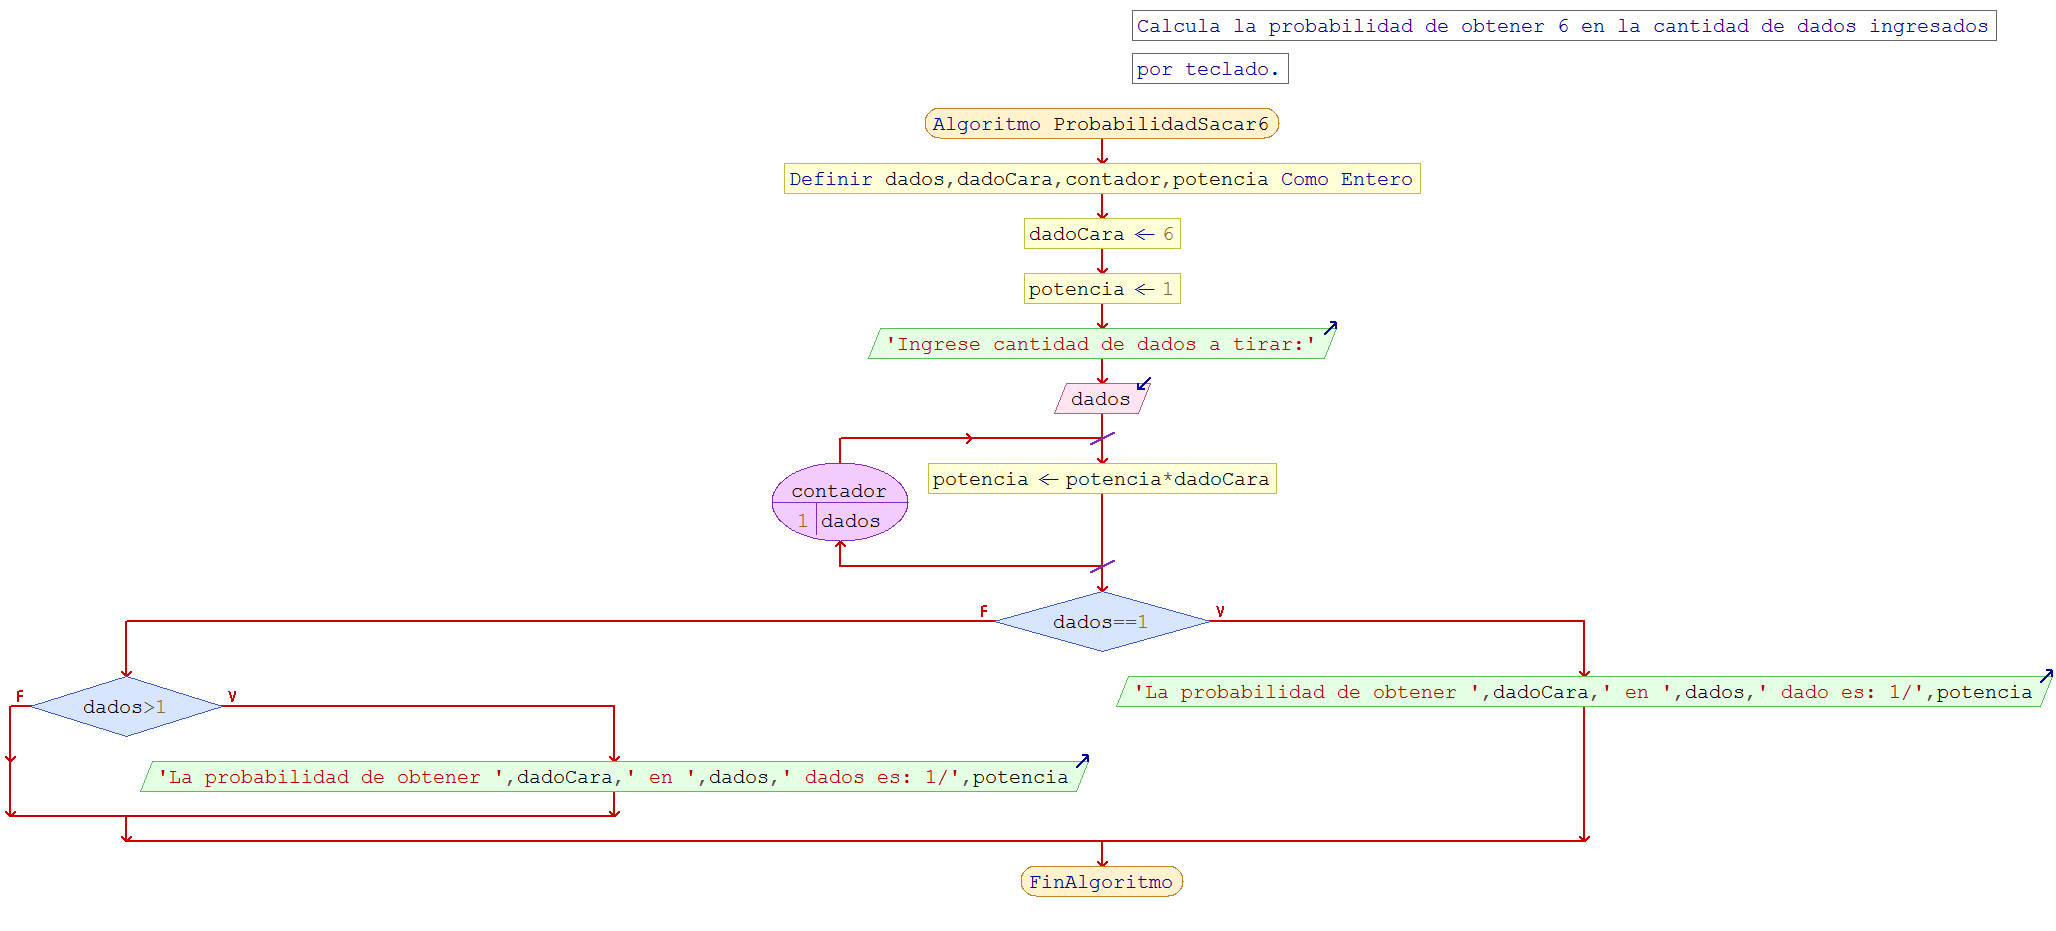 Calcula la probabilidad de obtener 6 en la cantidad de dados ingresados
por teclado.
Algoritmo ProbabilidadSacar6
Definir dados,dadoCara,contador,potencia Como Entero
dadoCara ← 6
potencia ← 1
'Ingrese cantidad de dados a tirar:'
dados
potencia ← potencia*dadoCara
contador
1 dados
dados==1
F
V
dados>1
F
V
'La probabilidad de obtener ',dadoCara,' en ',dados,' dado es: 1/',potencia
'La probabilidad de obtener ',dadoCara,' en ',dados,' dados es: 1/',potencia
FinAlgoritmo